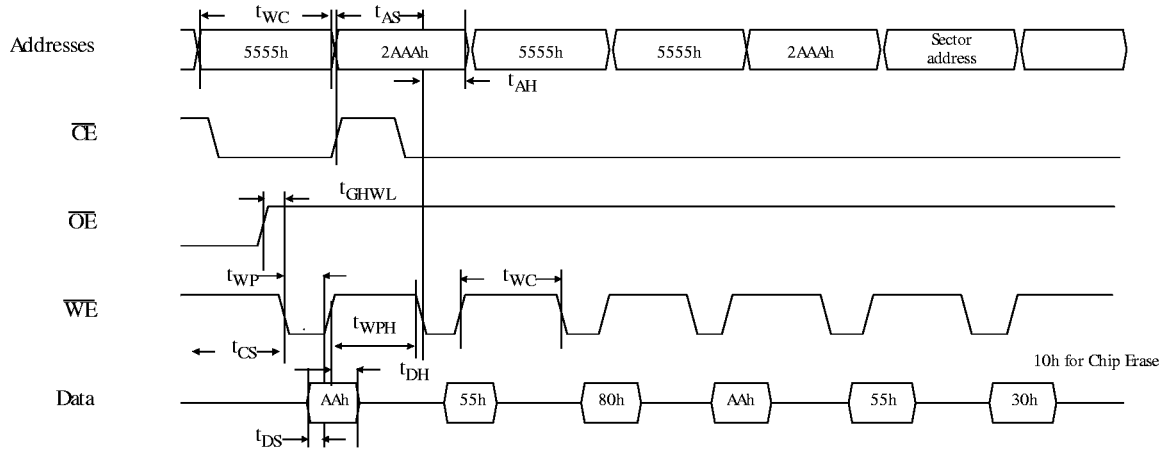 tWC tAS
Addresses 5555h 2AAAh 5555h 5555h 2AAAh Sector address
tAH
CE
tGHWL
OE
tWP tWC
WE
tWPH
tCS
tDH 10h for Chip Erase
Data AAh 55h 80h AAh 55h 30h
tDS